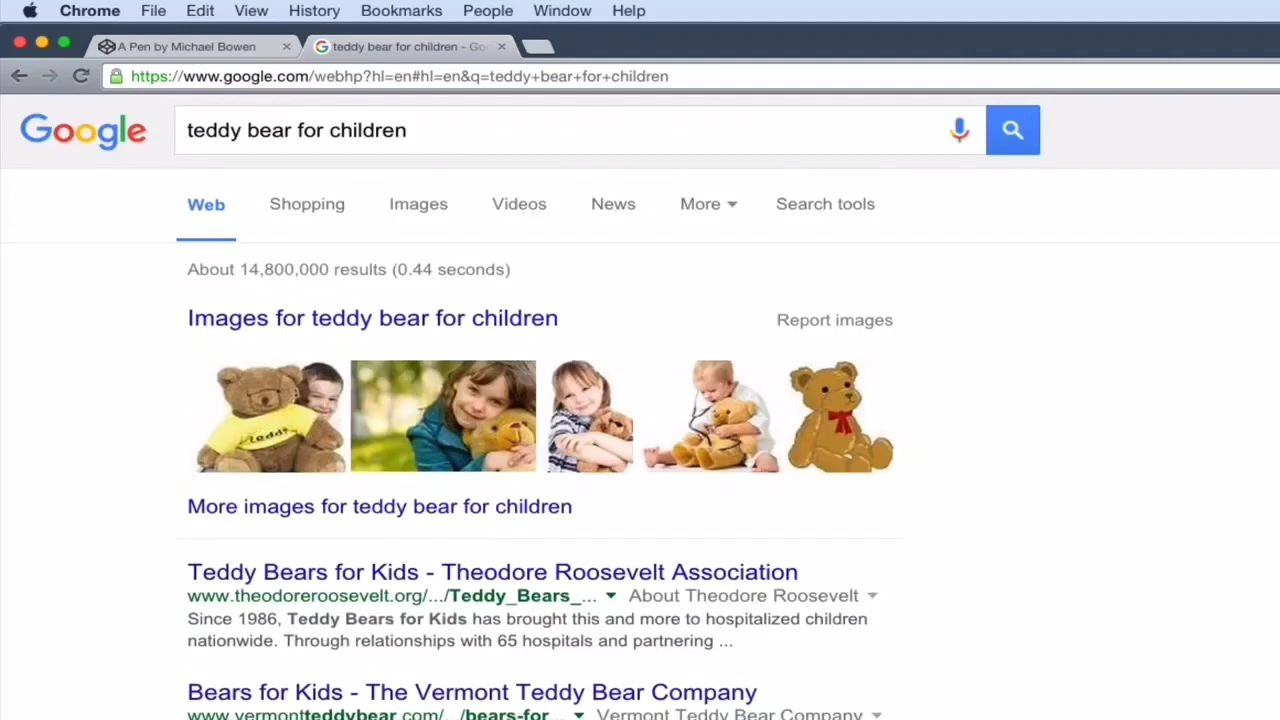 Chrome File Edit View History Bookmarks People Window Help
A Pen by Michael Bowen
teddy bear for children - Go
https://www.google.com/webhp?hl=en#hl=en&q=teddy+bear+for+children
Google teddy bear for children
Web Shopping Images Videos News More Search tools
About 14,800,000 results (0.44 seconds)
Images for teddy bear for children Report images
teddy
More images for teddy bear for children
Teddy Bears for Kids - Theodore Roosevelt Association
www.theodoreroosevelt.org/.../Teddy_Bears_... About Theodore Roosevelt
Since 1986, Teddy Bears for Kids has brought this and more to hospitalized children
nationwide. Through relationships with 65 hospitals and partnering ...
Bears for Kids - The Vermont Teddy Bear Company
www.vermontteddybear.com/.../bears-for... Vermont Teddy Bear Company